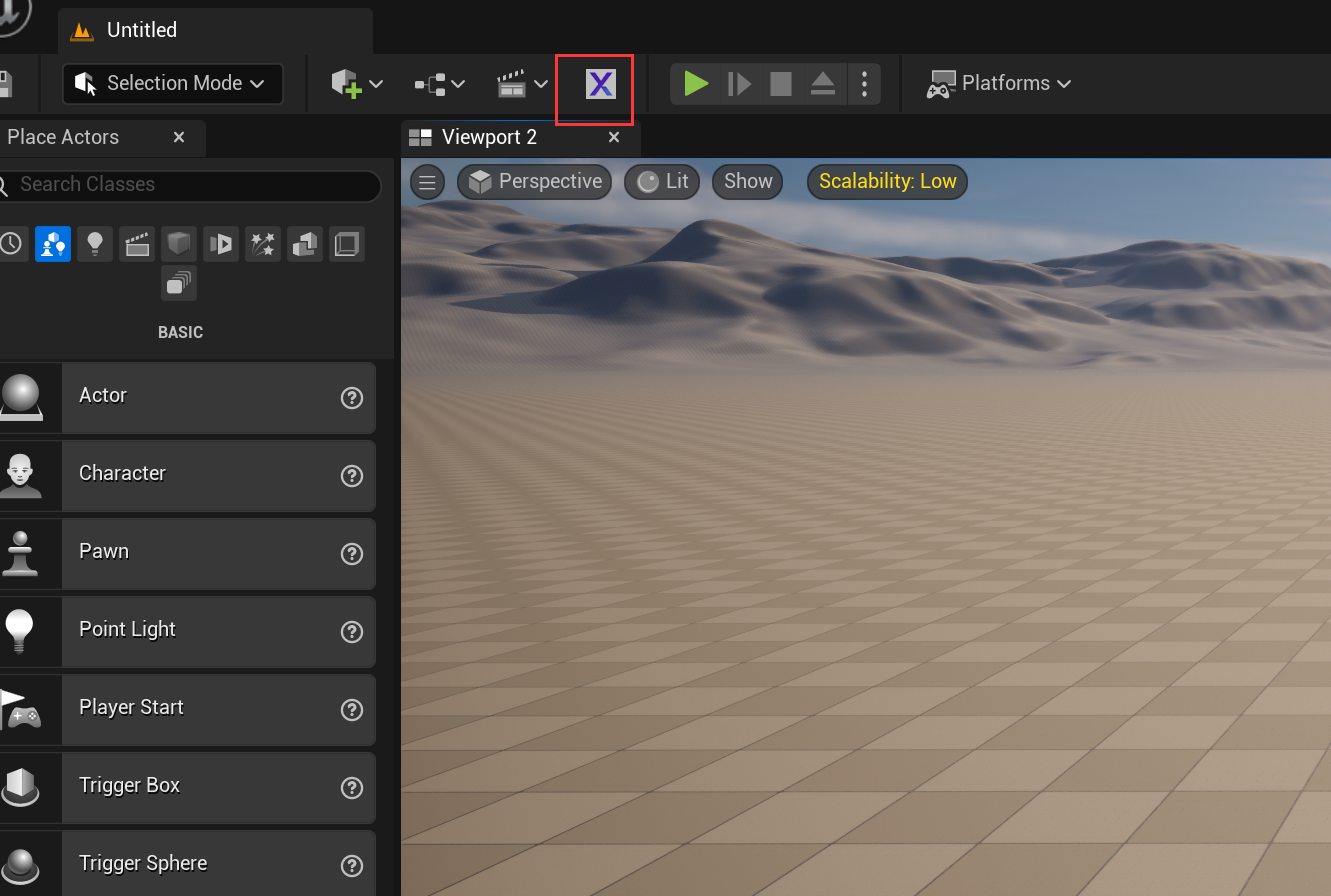 Untitled
Selection Mode
Platforms
Place Actors
Viewport 2
Search Classes
Perspective
Lit
Show
Scalability: Low
BASIC
Actor
Character
Pawn
Point Light
Player Start
Trigger Box
Trigger Sphere